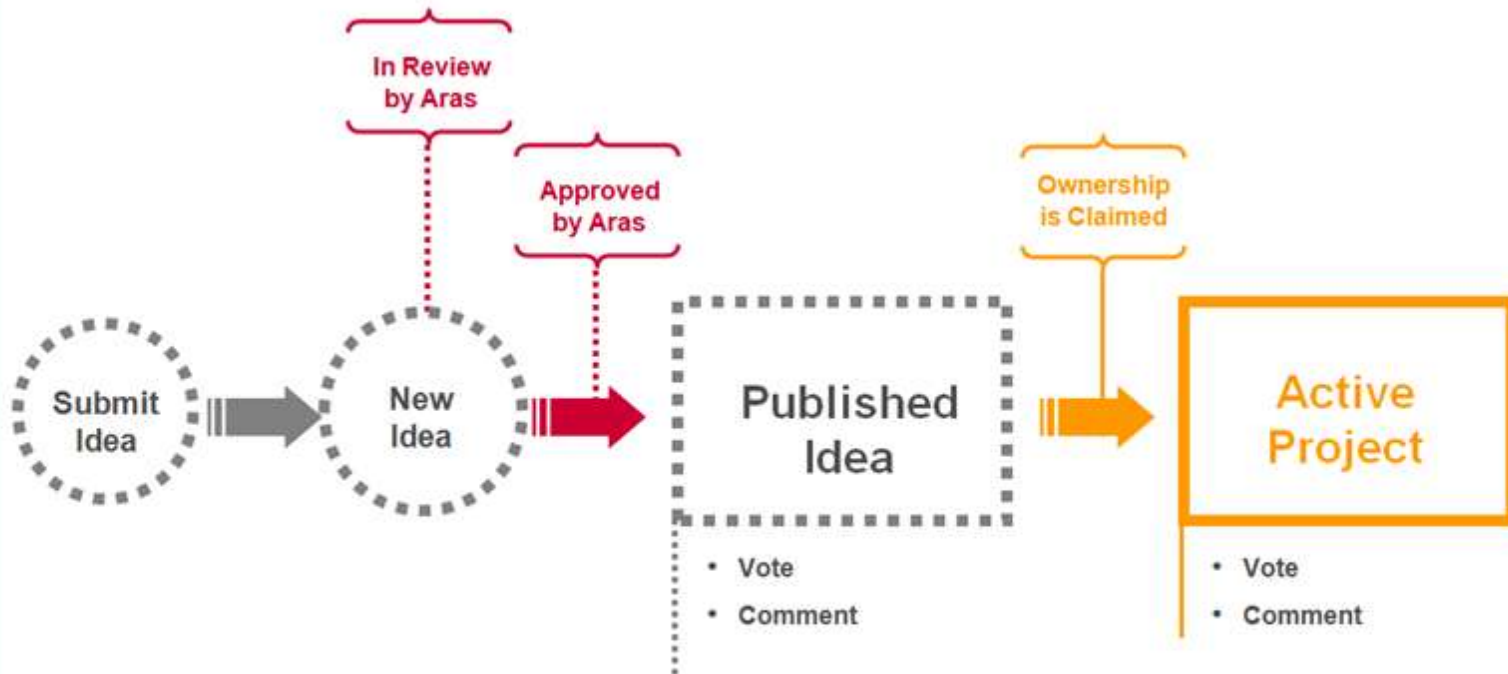 In Review
by Aras
Approved
by Aras
Ownership
is Claimed
Submit
Idea
New
Idea
Published
Idea
Active
Project
• Vote
• Comment
• Vote
• Comment